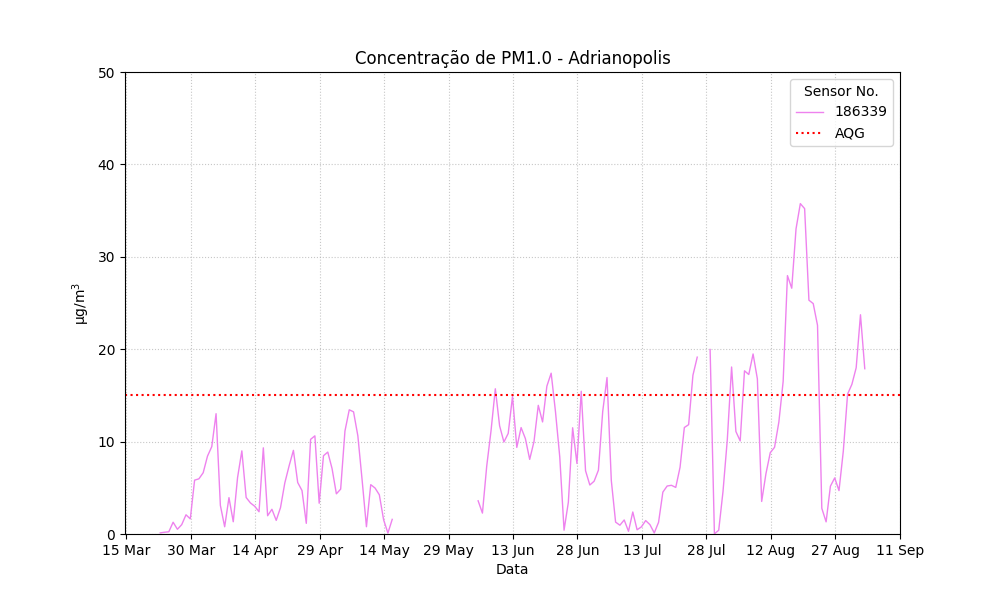 Concentração de PM1.0 - Adrianopolis
50
40
30
20
10
0
µg/m³
Sensor No.
186339
AQG
15 Mar 30 Mar 14 Apr 29 Apr 14 May 29 May 13 Jun 28 Jun 13 Jul 28 Jul 12 Aug 27 Aug 11 Sep
Data